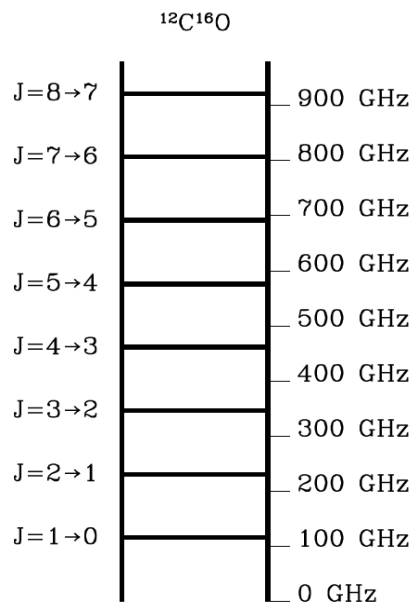 ¹²C¹⁶O
J=8→7
900 GHz
J=7→6
800 GHz
700 GHz
J=6→5
600 GHz
J=5→4
500 GHz
J=4→3
400 GHz
J=3→2
300 GHz
J=2→1
200 GHz
J=1→0
100 GHz
0 GHz